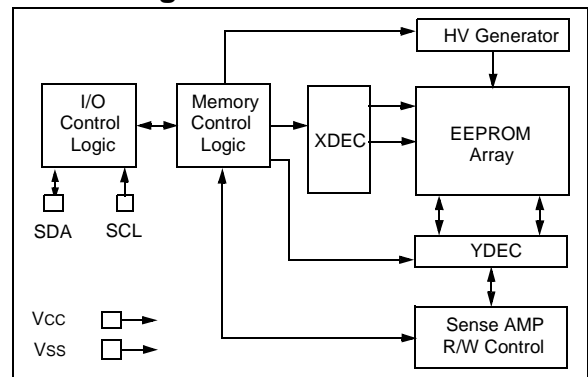 HV Generator
I/O
Control
Logic
Memory
Control
Logic
XDEC
EEPROM
Array
SDA
SCL
YDEC
VCC
VSS
Sense AMP
R/W Control